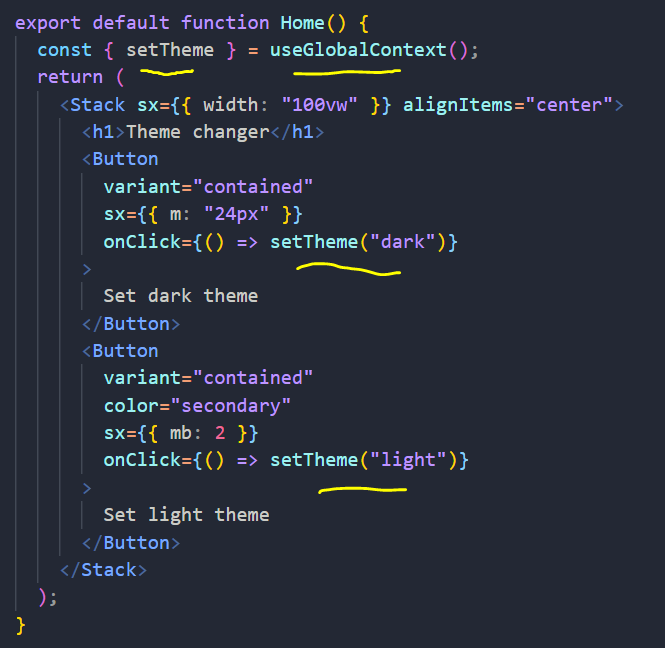 export default function Home() {
  const { setTheme } = useGlobalContext();
  return (
    <Stack sx={{ width: "100vw" }} alignItems="center">
      <h1>Theme changer</h1>
      <Button
        variant="contained"
        sx={{ m: "24px" }}
        onClick={() => setTheme("dark")}
      >
        Set dark theme
      </Button>
      <Button
        variant="contained"
        color="secondary"
        sx={{ mb: 2 }}
        onClick={() => setTheme("light")}
      >
        Set light theme
      </Button>
    </Stack>
  );
}